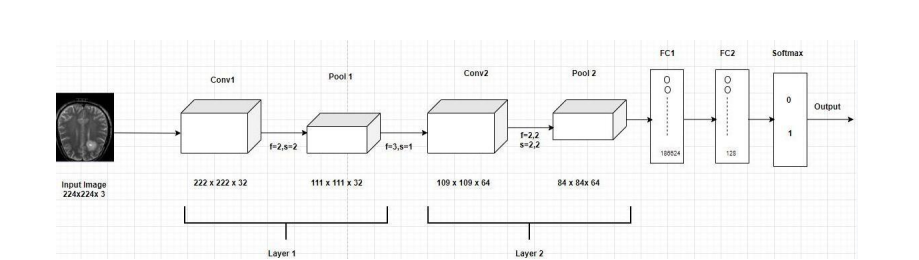 FC1
FC2
Softmax
Conv1
Pool 1
Conv2
Pool 2
0
1
Output
f=2,s=2
f=3,s=1
f=2,2
s=2,2
186624
128
Input Image
224x224x 3
222 x 222 x 32
111 x 111 x 32
109 x 109 x 64
84 x 84x 64
Layer 1
Layer 2